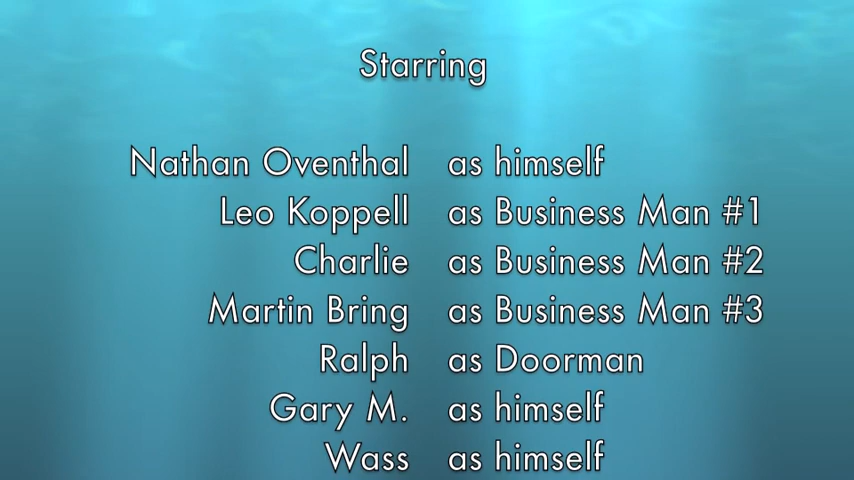 Starring
Nathan Oventhal as himself
Leo Koppell as Business Man #1
Charlie as Business Man #2
Martin Bring as Business Man #3
Ralph as Doorman
Gary M. as himself
Wass as himself